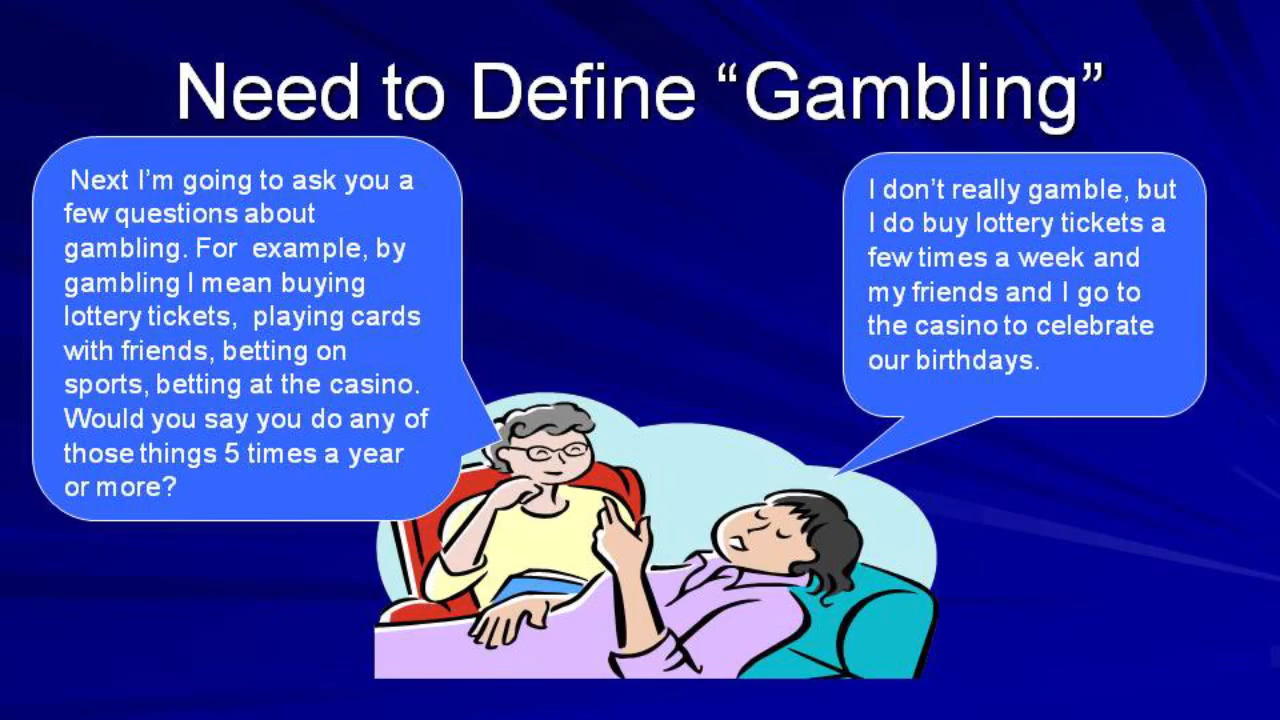 Need to Define “Gambling”
Next I’m going to ask you a
few questions about
gambling. For example, by
gambling I mean buying
lottery tickets, playing cards
with friends, betting on
sports, betting at the casino.
Would you say you do any of
those things 5 times a year
or more?
I don’t really gamble, but
I do buy lottery tickets a
few times a week and
my friends and I go to
the casino to celebrate
our birthdays.